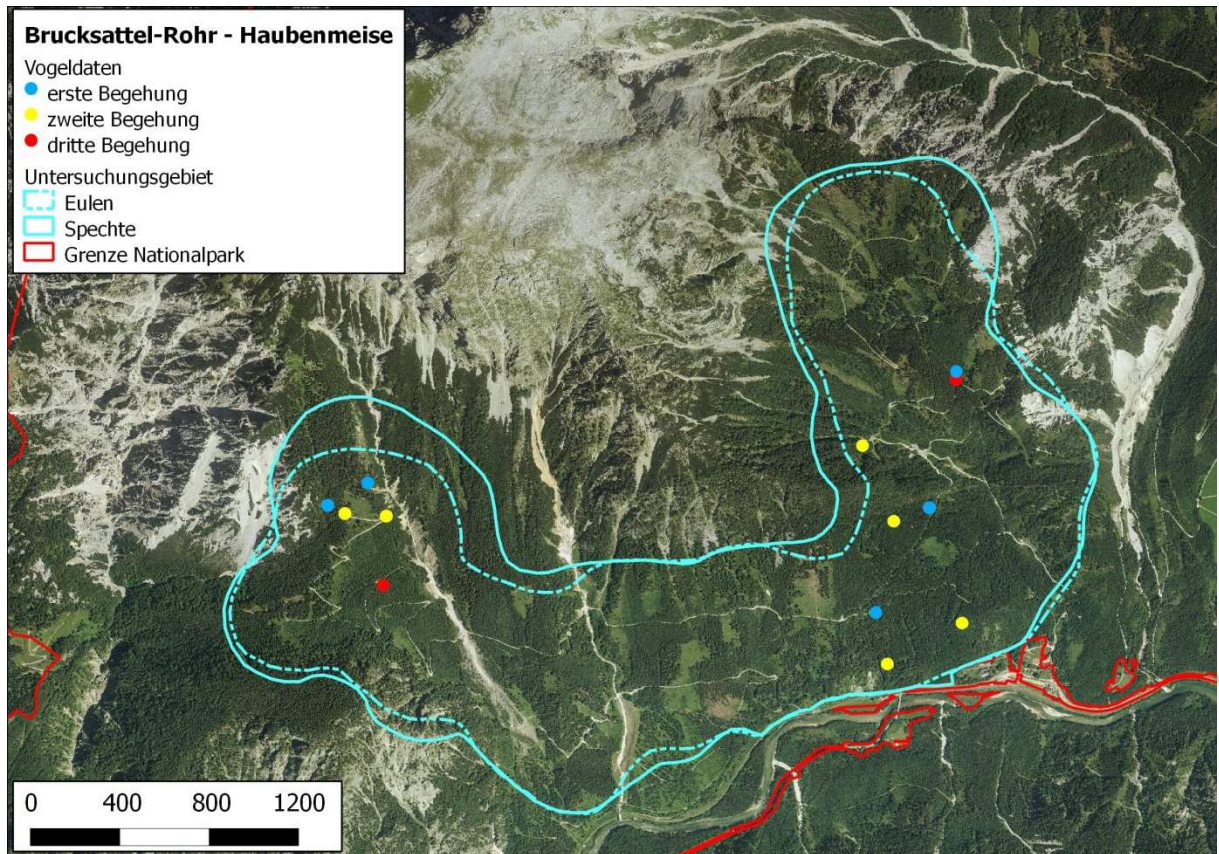 Brucksattel-Rohr - Haubenmeise
Vogeldaten
erste Begehung
zweite Begehung
dritte Begehung
Untersuchungsgebiet
Eulen
Spechte
Grenze Nationalpark
0 400 800 1200